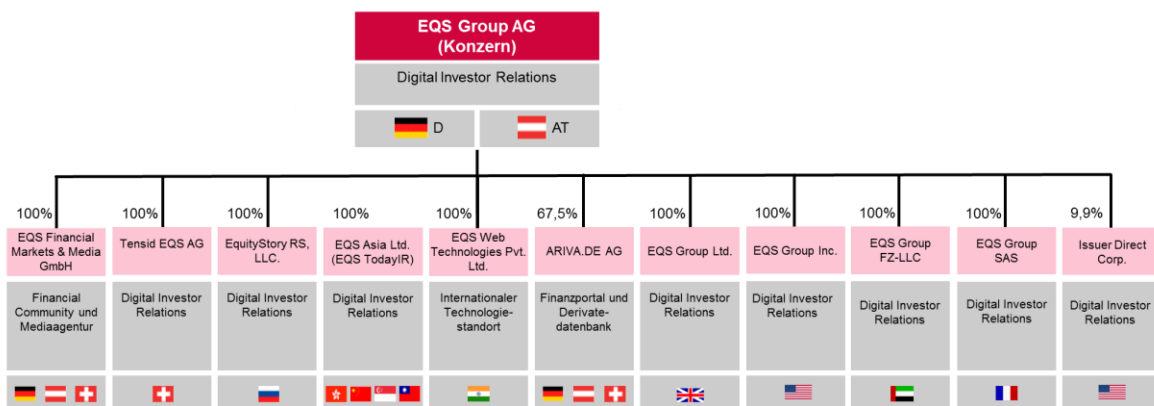 EQS Group AG
(Konzern)
Digital Investor Relations
D
AT
100%
100%
100%
100%
100%
67,5%
100%
100%
100%
100%
9,9%
EQS Financial
Markets & Media
GmbH
Tensid EQS AG
EquityStory RS,
LLC.
EQS Asia Ltd.
(EQS TodayIR)
EQS Web
Technologies Pvt.
Ltd.
ARIVA.DE AG
EQS Group Ltd.
EQS Group Inc.
EQS Group
FZ-LLC
EQS Group
SAS
Issuer Direct
Corp.
Financial
Community und
Mediaagentur
Digital Investor
Relations
Digital Investor
Relations
Digital Investor
Relations
Internationaler
Technologie-
standort
Finanzportal und
Derivate-
datenbank
Digital Investor
Relations
Digital Investor
Relations
Digital Investor
Relations
Digital Investor
Relations
Digital Investor
Relations